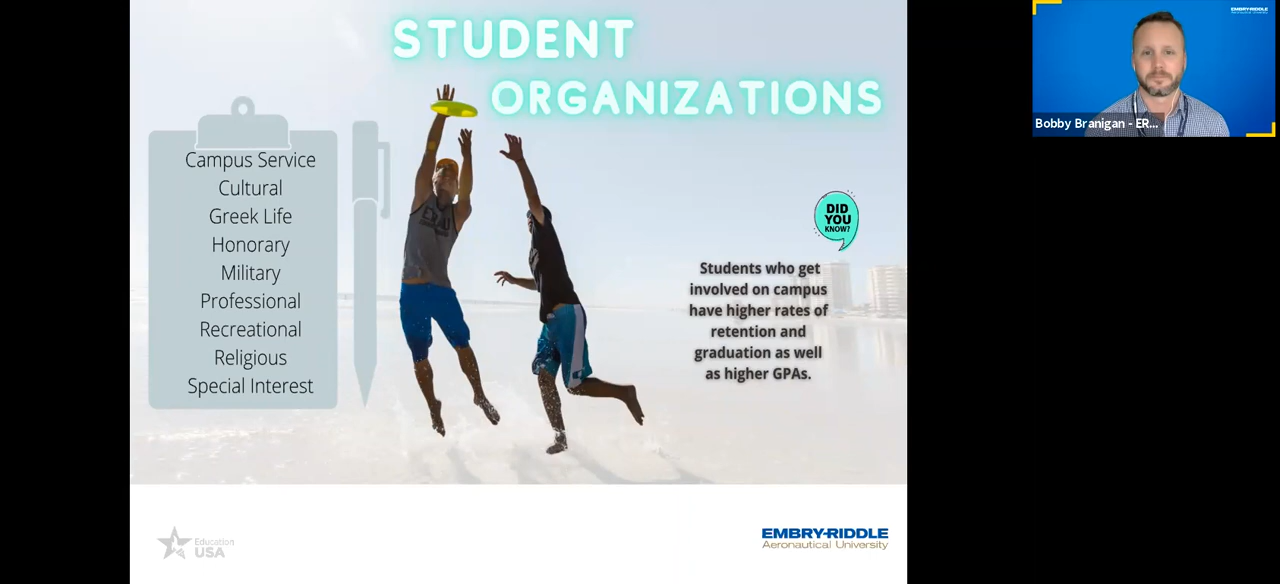 STUDENT
ORGANIZATIONS
Campus Service
Cultural
Greek Life
Honorary
Military
Professional
Recreational
Religious
Special Interest
DID
YOU
KNOW?
Students who get
involved on campus
have higher rates of
retention and
graduation as well
as higher GPAs.
Education
USA
EMBRY-RIDDLE
Aeronautical University
EMBRY-RIDDLE
Bobby Branigan - ER...